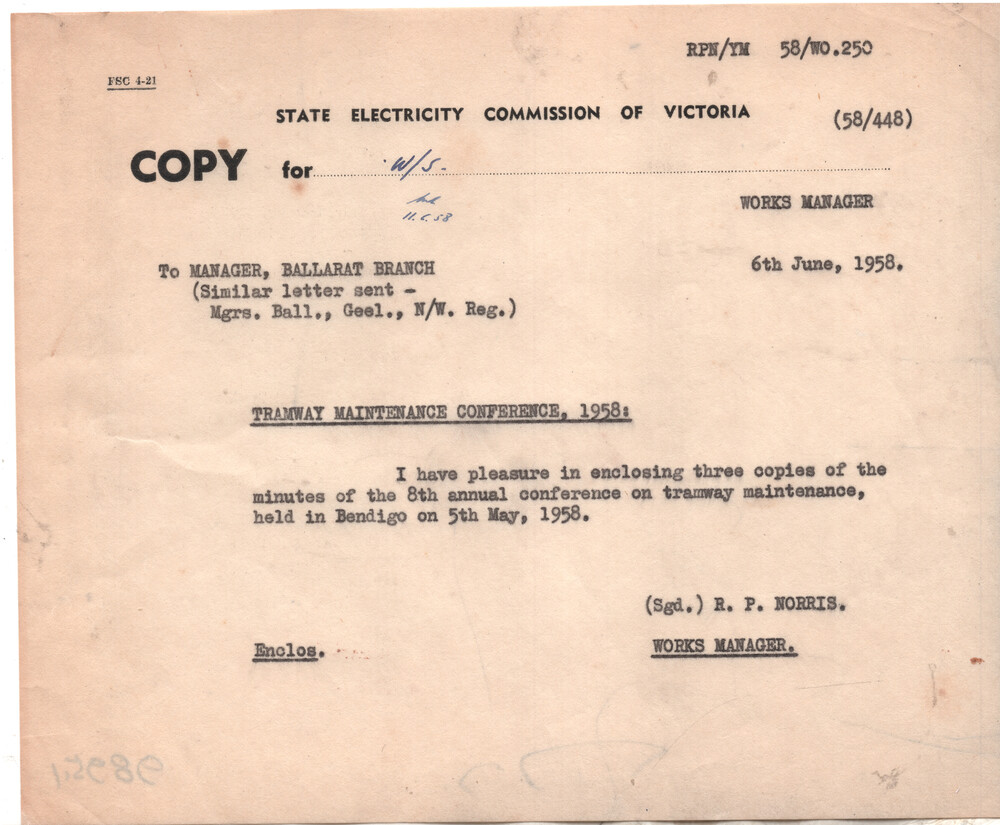 RPN/YM 58/WO.250
FSC 4-21
STATE ELECTRICITY COMMISSION OF VICTORIA
(58/448)
COPY for W/S.
11.6.58
WORKS MANAGER
6th June, 1958.
To MANAGER, BALLARAT BRANCH
(Similar letter sent -
Mgrs. Ball., Geel., N/W. Reg.)
TRAMWAY MAINTENANCE CONFERENCE, 1958:
I have pleasure in enclosing three copies of the
minutes of the 8th annual conference on tramway maintenance,
held in Bendigo on 5th May, 1958.
(Sgd.) R. P. NORRIS.
Enclos.
WORKS MANAGER.